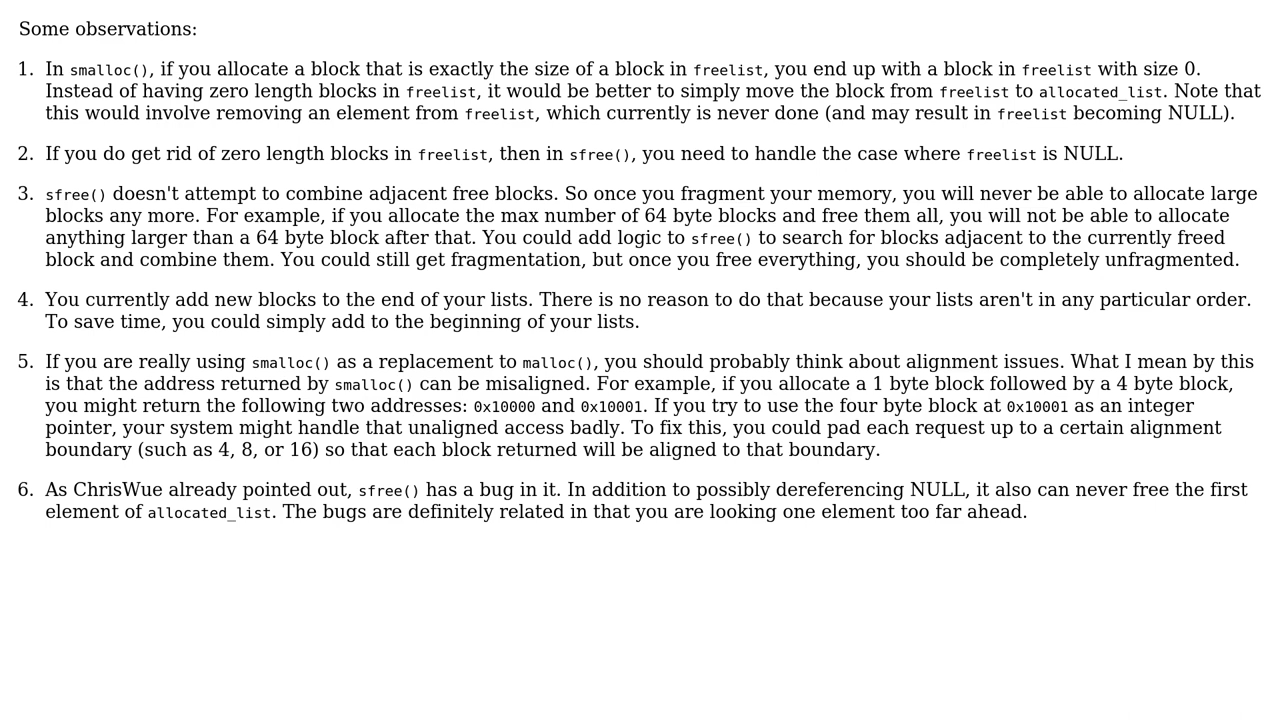 Some observations:
1. In smalloc(), if you allocate a block that is exactly the size of a block in freelist, you end up with a block in freelist with size 0.
Instead of having zero length blocks in freelist, it would be better to simply move the block from freelist to allocated_list. Note that
this would involve removing an element from freelist, which currently is never done (and may result in freelist becoming NULL).
2. If you do get rid of zero length blocks in freelist, then in sfree(), you need to handle the case where freelist is NULL.
3. sfree() doesn't attempt to combine adjacent free blocks. So once you fragment your memory, you will never be able to allocate large
blocks any more. For example, if you allocate the max number of 64 byte blocks and free them all, you will not be able to allocate
anything larger than a 64 byte block after that. You could add logic to sfree() to search for blocks adjacent to the currently freed
block and combine them. You could still get fragmentation, but once you free everything, you should be completely unfragmented.
4. You currently add new blocks to the end of your lists. There is no reason to do that because your lists aren't in any particular order.
To save time, you could simply add to the beginning of your lists.
5. If you are really using smalloc() as a replacement to malloc(), you should probably think about alignment issues. What I mean by this
is that the address returned by smalloc() can be misaligned. For example, if you allocate a 1 byte block followed by a 4 byte block,
you might return the following two addresses: 0x10000 and 0x10001. If you try to use the four byte block at 0x10001 as an integer
pointer, your system might handle that unaligned access badly. To fix this, you could pad each request up to a certain alignment
boundary (such as 4, 8, or 16) so that each block returned will be aligned to that boundary.
6. As ChrisWue already pointed out, sfree() has a bug in it. In addition to possibly dereferencing NULL, it also can never free the first
element of allocated_list. The bugs are definitely related in that you are looking one element too far ahead.